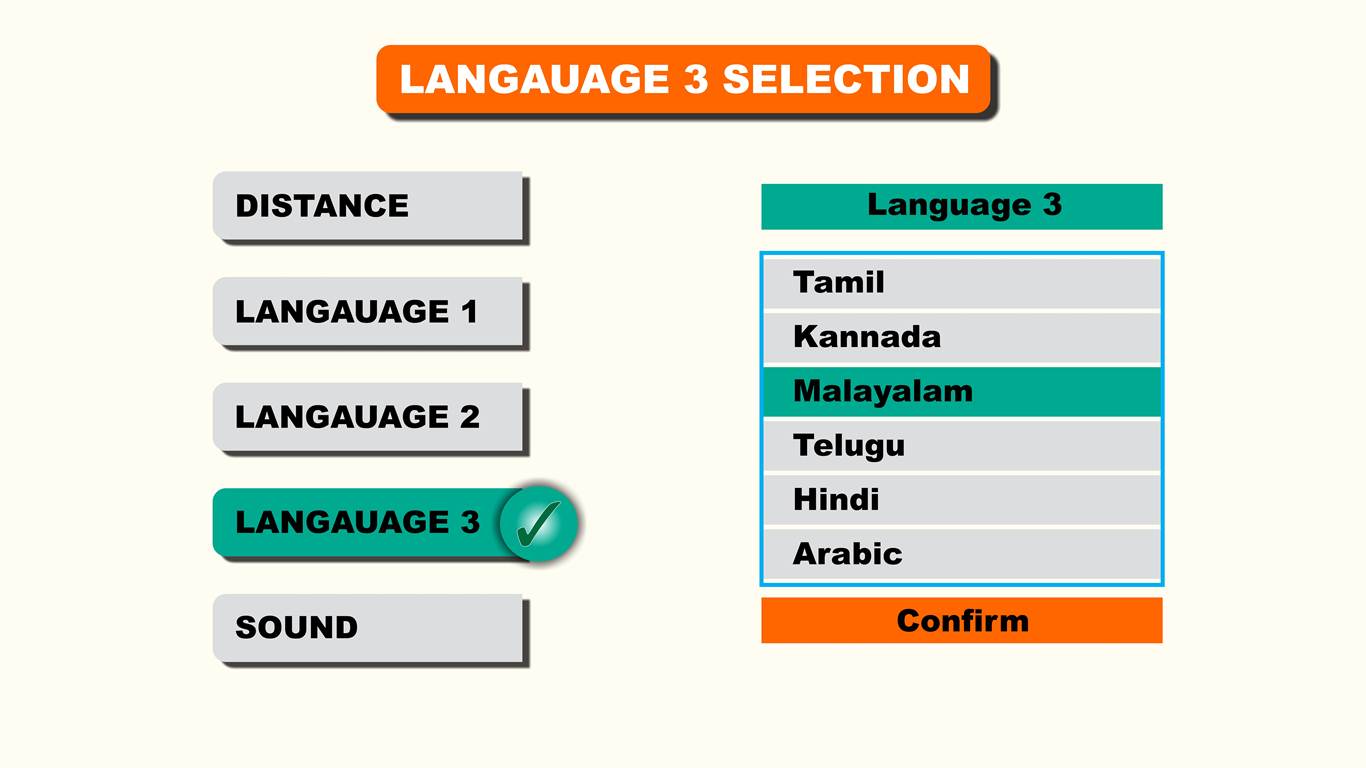 LANGAUAGE 3 SELECTION
DISTANCE
LANGAUAGE 1
LANGAUAGE 2
LANGAUAGE 3
SOUND
Language 3
Tamil
Kannada
Malayalam
Telugu
Hindi
Arabic
Confirm